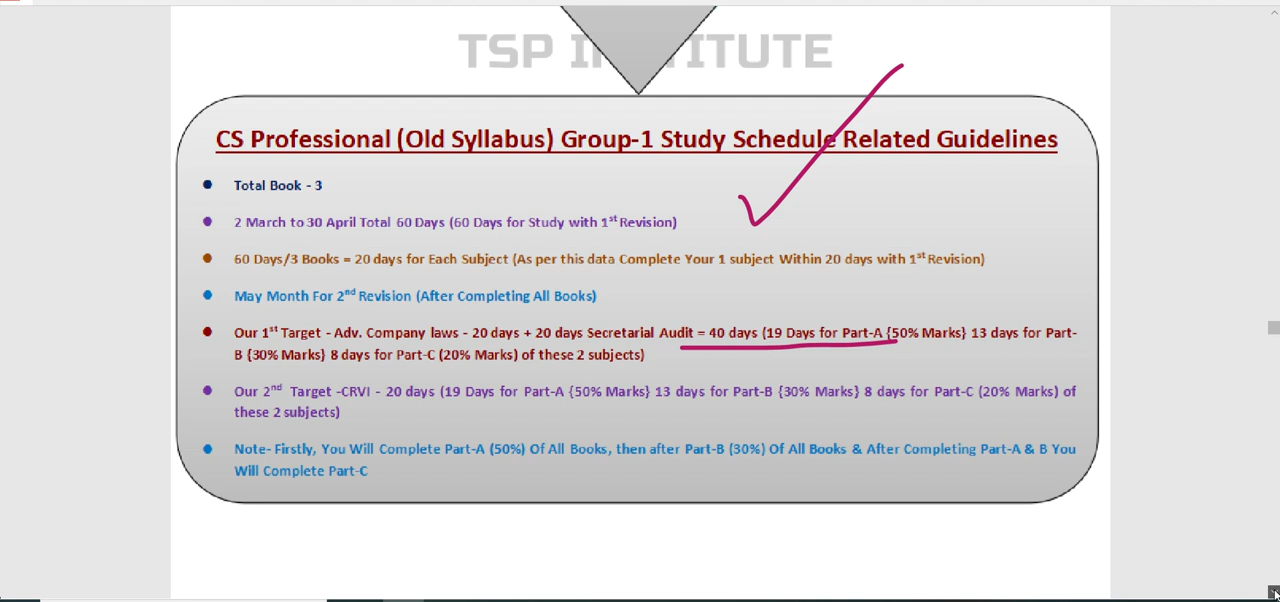 TSP INSTITUTE
CS Professional (Old Syllabus) Group-1 Study Schedule Related Guidelines
Total Book - 3
2 March to 30 April Total 60 Days (60 Days for Study with 1st Revision)
60 Days/3 Books = 20 days for Each Subject (As per this data Complete Your 1 subject Within 20 days with 1st Revision)
May Month For 2nd Revision (After Completing All Books)
Our 1st Target - Adv. Company laws - 20 days + 20 days Secretarial Audit = 40 days (19 Days for Part-A {50% Marks} 13 days for Part-
B {30% Marks} 8 days for Part-C (20% Marks) of these 2 subjects)
Our 2nd Target -CRVI - 20 days (19 Days for Part-A {50% Marks} 13 days for Part-B {30% Marks} 8 days for Part-C (20% Marks) of
these 2 subjects)
Note- Firstly, You Will Complete Part-A (50%) Of All Books, then after Part-B (30%) Of All Books & After Completing Part-A & B You
Will Complete Part-C